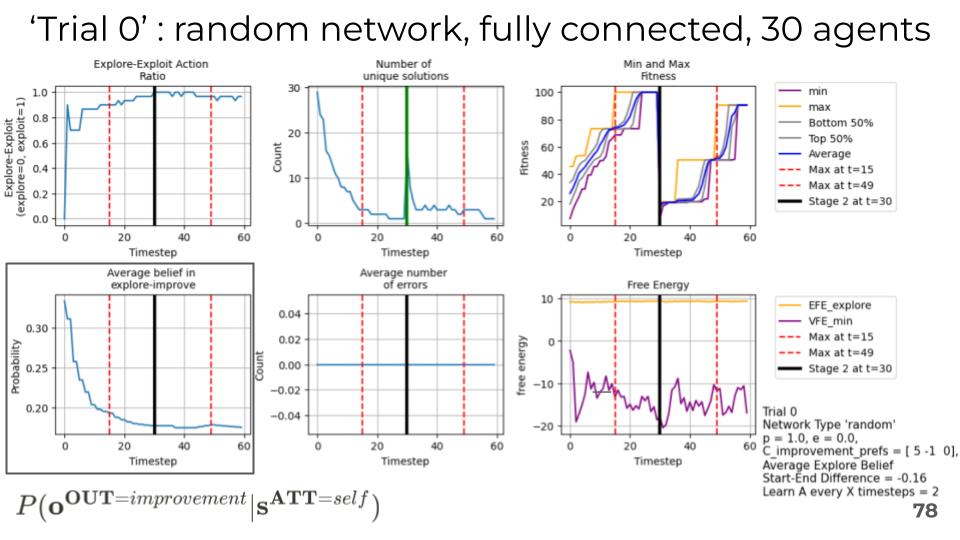 ‘Trial 0’ : random network, fully connected, 30 agents
Explore-Exploit Action
Ratio
Explore-Exploit
(explore=0, exploit=1)
1.0
0.8
0.6
0.4
0.2
0.0
0
20
40
60
Timestep
Number of
unique solutions
Count
30
20
10
0
0
20
40
60
Timestep
Min and Max
Fitness
Fitness
100
80
60
40
20
0
20
40
60
Timestep
min
max
Bottom 50%
Top 50%
Average
Max at t=15
Max at t=49
Stage 2 at t=30
Average belief in
explore-improve
Probability
0.30
0.25
0.20
0
20
40
60
Timestep
Average number
of errors
Count
0.04
0.02
0.00
−0.02
−0.04
0
20
40
60
Timestep
Free Energy
free energy
10
0
−10
−20
0
20
40
60
Timestep
EFE_explore
VFE_min
Max at t=15
Max at t=49
Stage 2 at t=30
Trial 0
Network Type 'random'
p = 1.0, e = 0.0,
C_improvement_prefs = [ 5 -1 0],
Average Explore Belief
Start-End Difference = -0.16
Learn A every X timesteps = 2
P(o^OUT=improvement|s^ATT=self)
78